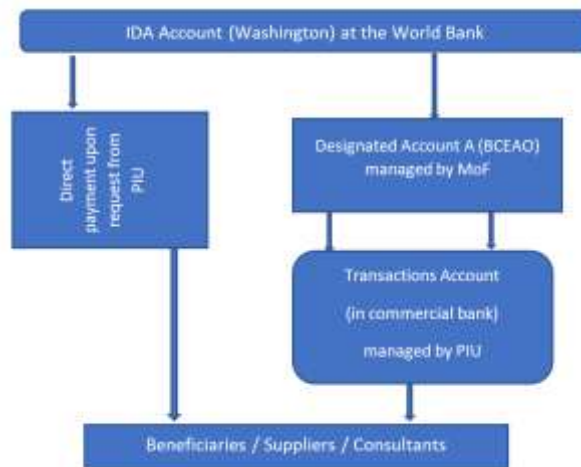 IDA Account (Washington) at the World Bank
Direct
payment upon
request from
PIU
Designated Account A (BCEAO)
managed by MoF
Transactions Account
(in commercial bank)
managed by PIU
Beneficiaries / Suppliers / Consultants